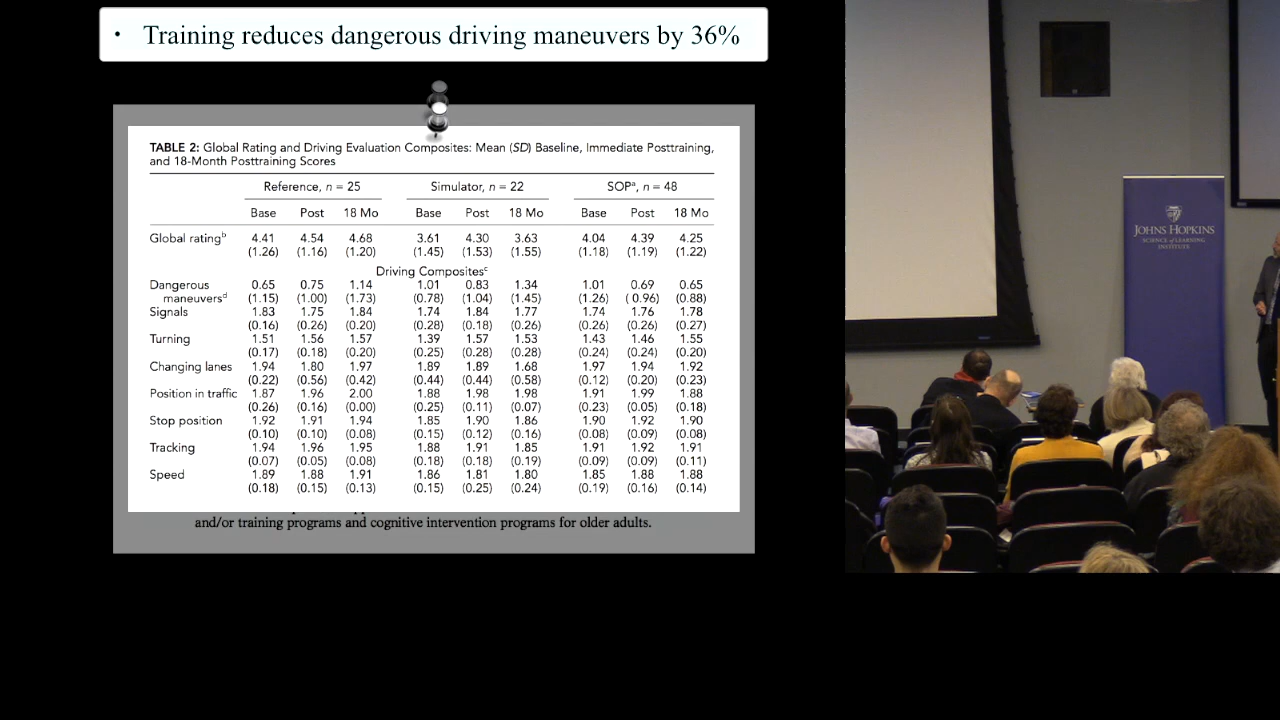 • Training reduces dangerous driving maneuvers by 36%
TABLE 2: Global Rating and Driving Evaluation Composites: Mean (SD) Baseline, Immediate Posttraining,
and 18-Month Posttraining Scores
Reference, n = 25 Simulator, n = 22 SOPa, n = 48
Base Post 18 Mo Base Post 18 Mo Base Post 18 Mo
Global ratingb 4.41 4.54 4.68 3.61 4.30 3.63 4.04 4.39 4.25
(1.26) (1.16) (1.20) (1.45) (1.53) (1.55) (1.18) (1.19) (1.22)
Driving Compositesc
Dangerous 0.65 0.75 1.14 1.01 0.83 1.34 1.01 0.69 0.65
maneuversd (1.15) (1.00) (1.73) (0.78) (1.04) (1.45) (1.26) ( 0.96) (0.88)
Signals 1.83 1.75 1.84 1.74 1.84 1.77 1.74 1.76 1.78
(0.16) (0.26) (0.20) (0.28) (0.18) (0.26) (0.26) (0.26) (0.27)
Turning 1.51 1.56 1.57 1.39 1.57 1.53 1.43 1.46 1.55
(0.17) (0.18) (0.20) (0.25) (0.28) (0.28) (0.24) (0.24) (0.20)
Changing lanes 1.94 1.80 1.97 1.89 1.89 1.68 1.97 1.94 1.92
(0.22) (0.56) (0.42) (0.44) (0.44) (0.58) (0.12) (0.20) (0.23)
Position in traffic 1.87 1.96 2.00 1.88 1.98 1.98 1.91 1.99 1.88
(0.26) (0.16) (0.00) (0.25) (0.11) (0.07) (0.23) (0.05) (0.18)
Stop position 1.92 1.91 1.94 1.85 1.90 1.86 1.90 1.92 1.90
(0.10) (0.10) (0.08) (0.15) (0.12) (0.16) (0.08) (0.09) (0.08)
Tracking 1.94 1.96 1.95 1.88 1.91 1.85 1.91 1.92 1.91
(0.07) (0.05) (0.08) (0.18) (0.18) (0.19) (0.09) (0.09) (0.11)
Speed 1.89 1.88 1.91 1.86 1.81 1.80 1.85 1.88 1.88
(0.18) (0.15) (0.13) (0.15) (0.25) (0.24) (0.19) (0.16) (0.14)
and/or training programs and cognitive intervention programs for older adults.
JOHNS HOPKINS
SCIENCE of LEARNING
INSTITUTE